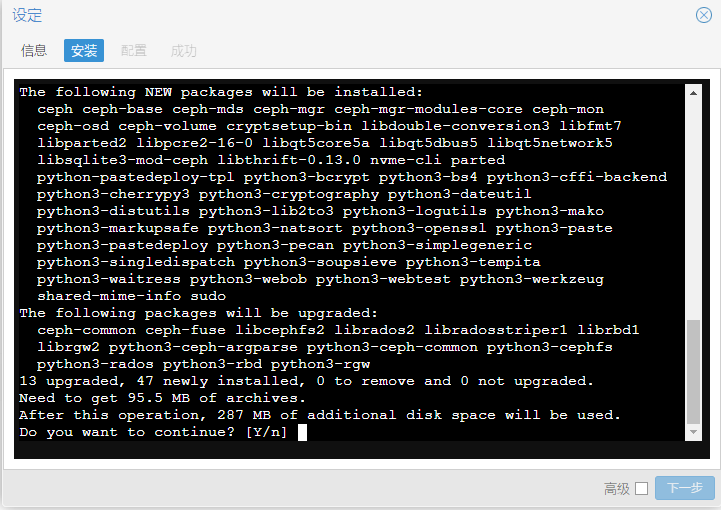 设定
信息
安装
配置
成功
The following NEW packages will be installed:
ceph ceph-base ceph-mds ceph-mgr ceph-mgr-modules-core ceph-mon
ceph-osd ceph-volume cryptsetup-bin libdouble-conversion3 libfmt7
libparted2 libpcre2-16-0 libqt5core5a libqt5dbus5 libqt5network5
libsqlite3-mod-ceph libthrift-0.13.0 nvme-cli parted
python-pastedeploy-tpl python3-bcrypt python3-bs4 python3-cffi-backend
python3-cherrypy3 python3-cryptography python3-dateutil
python3-distutils python3-lib2to3 python3-logutils python3-mako
python3-markupsafe python3-natsort python3-openssl python3-paste
python3-pastedeploy python3-pecan python3-simplegeneric
python3-singledispatch python3-soupsieve python3-tempita
python3-waitress python3-webob python3-webtest python3-werkzeug
shared-mime-info sudo
The following packages will be upgraded:
ceph-common ceph-fuse libcephfs2 librados2 libradosstriper1 librbd1
librgw2 python3-ceph-argparse python3-ceph-common python3-cephfs
python3-rados python3-rbd python3-rgw
13 upgraded, 47 newly installed, 0 to remove and 0 not upgraded.
Need to get 95.5 MB of archives.
After this operation, 287 MB of additional disk space will be used.
Do you want to continue? [Y/n]
高级
下一步